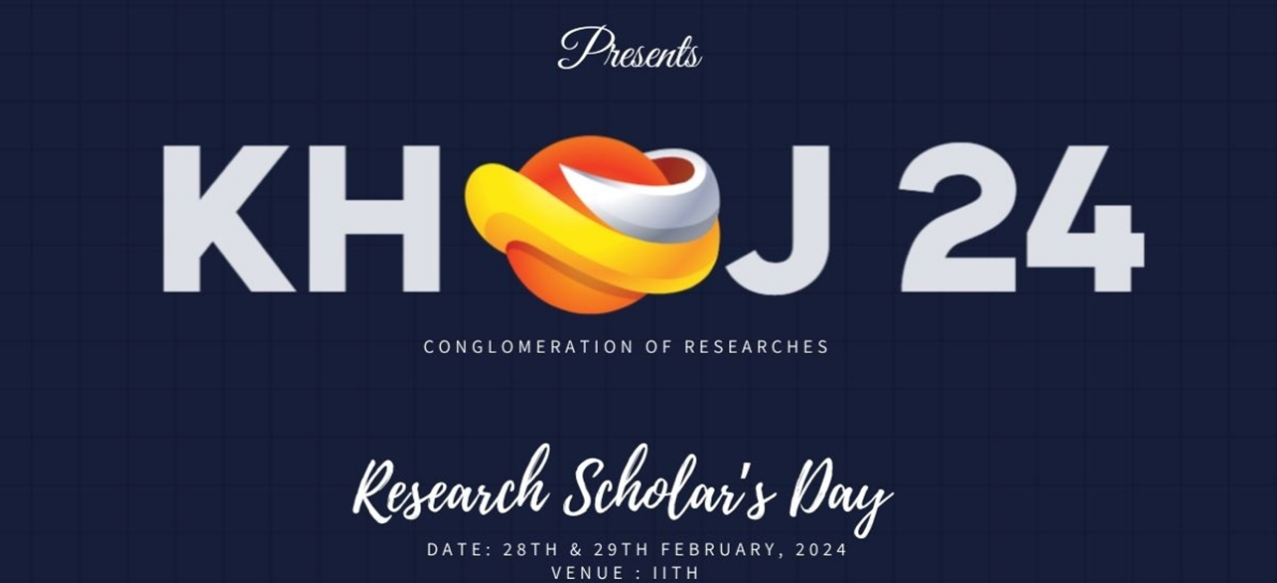 Presents
KHOJ 24
CONGLOMERATION OF RESEARCHES
Research Scholar's Day
DATE: 28TH & 29TH FEBRUARY, 2024
VENUE : IITH